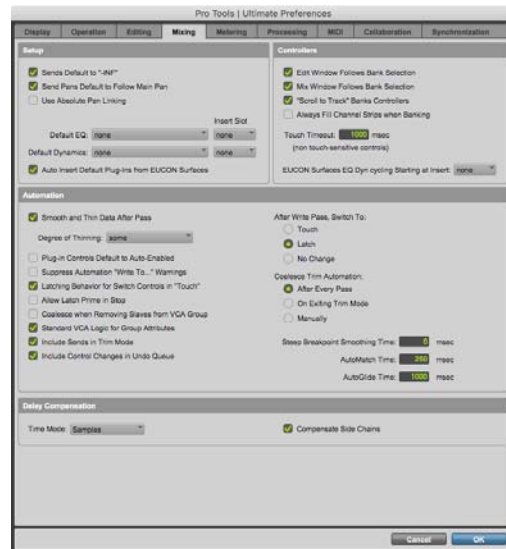 Pro Tools | Ultimate Preferences
Display Operation Editing Mixing Metering Processing MIDI Collaboration Synchronization
Setup
Sends Default to "-INF"
Send Pans Default to Follow Main Pan
Use Absolute Pan Linking
Insert Slot
Default EQ: none none
Default Dynamics: none none
Auto Insert Default Plug-Ins from EUCON Surfaces
Controllers
Edit Window Follows Bank Selection
Mix Window Follows Bank Selection
"Scroll to Track" Banks Controllers
Always Fill Channel Strips when Banking
Touch Timeout: 1000 msec
(non touch-sensitive controls)
EUCON Surfaces EQ Dyn cycling Starting at Insert: none
Automation
Smooth and Thin Data After Pass
Degree of Thinning: some
Plug-in Controls Default to Auto-Enabled
Suppress Automation "Write To..." Warnings
Latching Behavior for Switch Controls in "Touch"
Allow Latch Prime in Stop
Coalesce when Removing Slaves from VCA Group
Standard VCA Logic for Group Attributes
Include Sends in Trim Mode
Include Control Changes in Undo Queue
After Write Pass, Switch To:
Touch
Latch
No Change
Coalesce Trim Automation:
After Every Pass
On Exiting Trim Mode
Manually
Steep Breakpoint Smoothing Time: msec
AutoMatch Time: 250 msec
AutoGlide Time: 1000 msec
Delay Compensation
Time Mode: Samples
Compensate Side Chains
Cancel OK